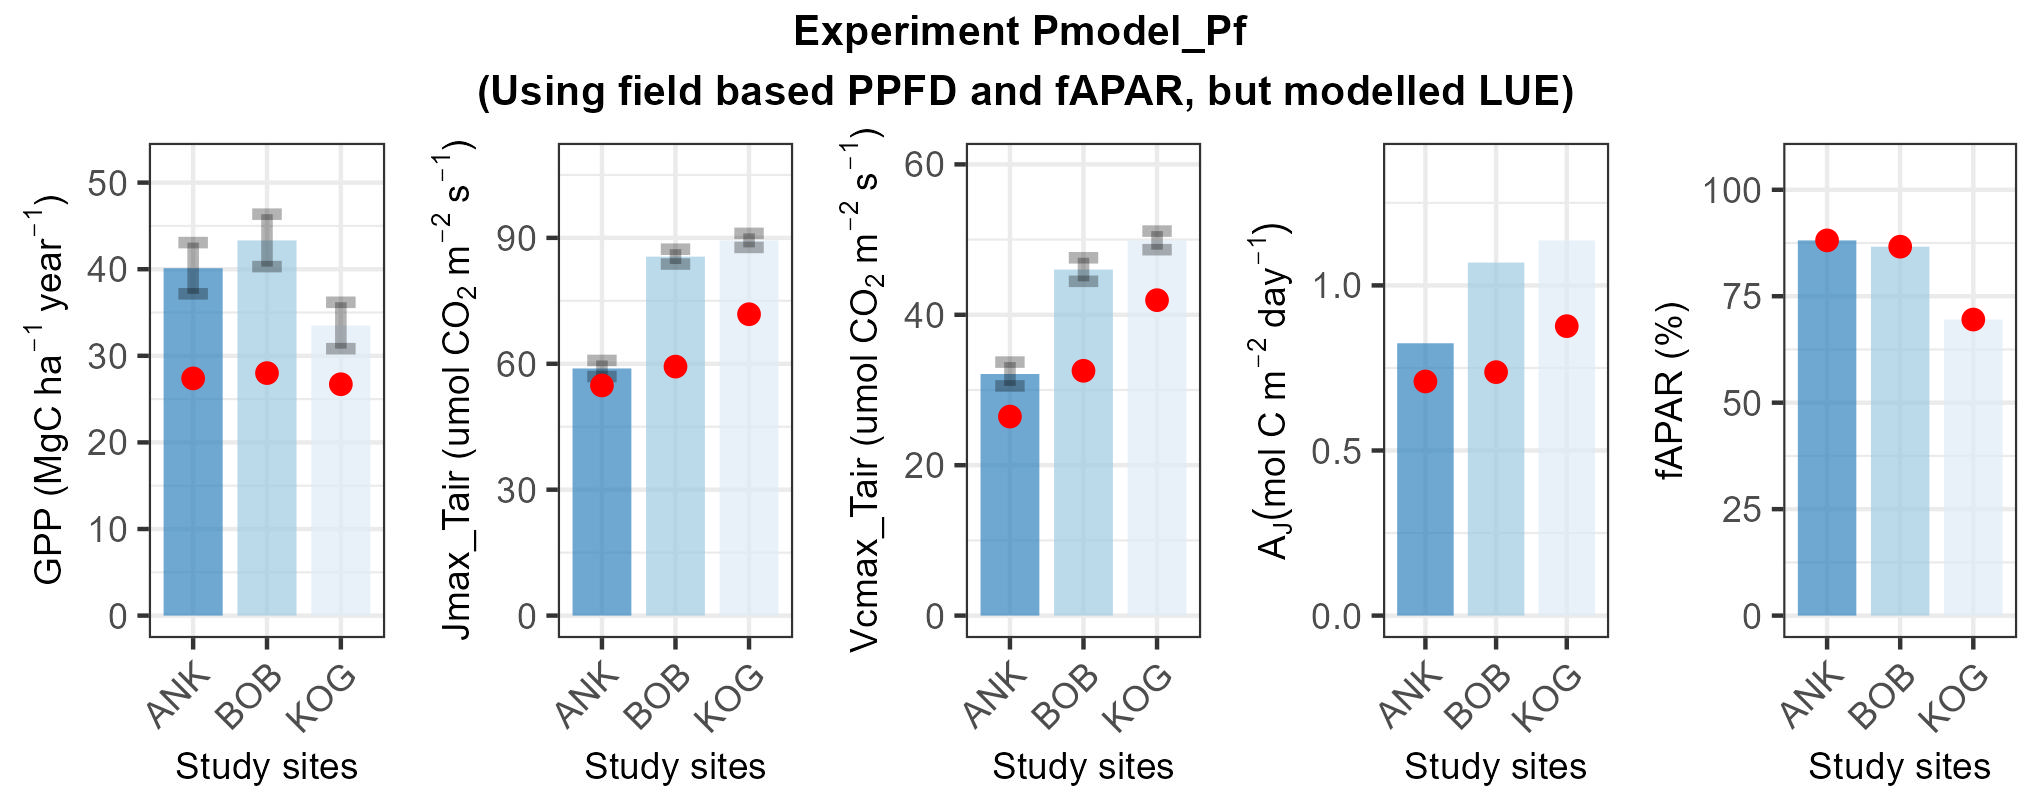 Experiment Pmodel_Pf
(Using field based PPFD and fAPAR, but modelled LUE)
GPP (MgC ha⁻¹ year⁻¹)
50
40
30
20
10
0
ANK
BOB
KOG
Study sites
Jmax_Tair (umol CO₂ m⁻² s⁻¹)
90
60
30
0
ANK
BOB
KOG
Study sites
Vcmax_Tair (umol CO₂ m⁻² s⁻¹)
60
40
20
0
ANK
BOB
KOG
Study sites
A_J(mol C m⁻² day⁻¹)
1.0
0.5
0.0
ANK
BOB
KOG
Study sites
fAPAR (%)
100
75
50
25
0
ANK
BOB
KOG
Study sites